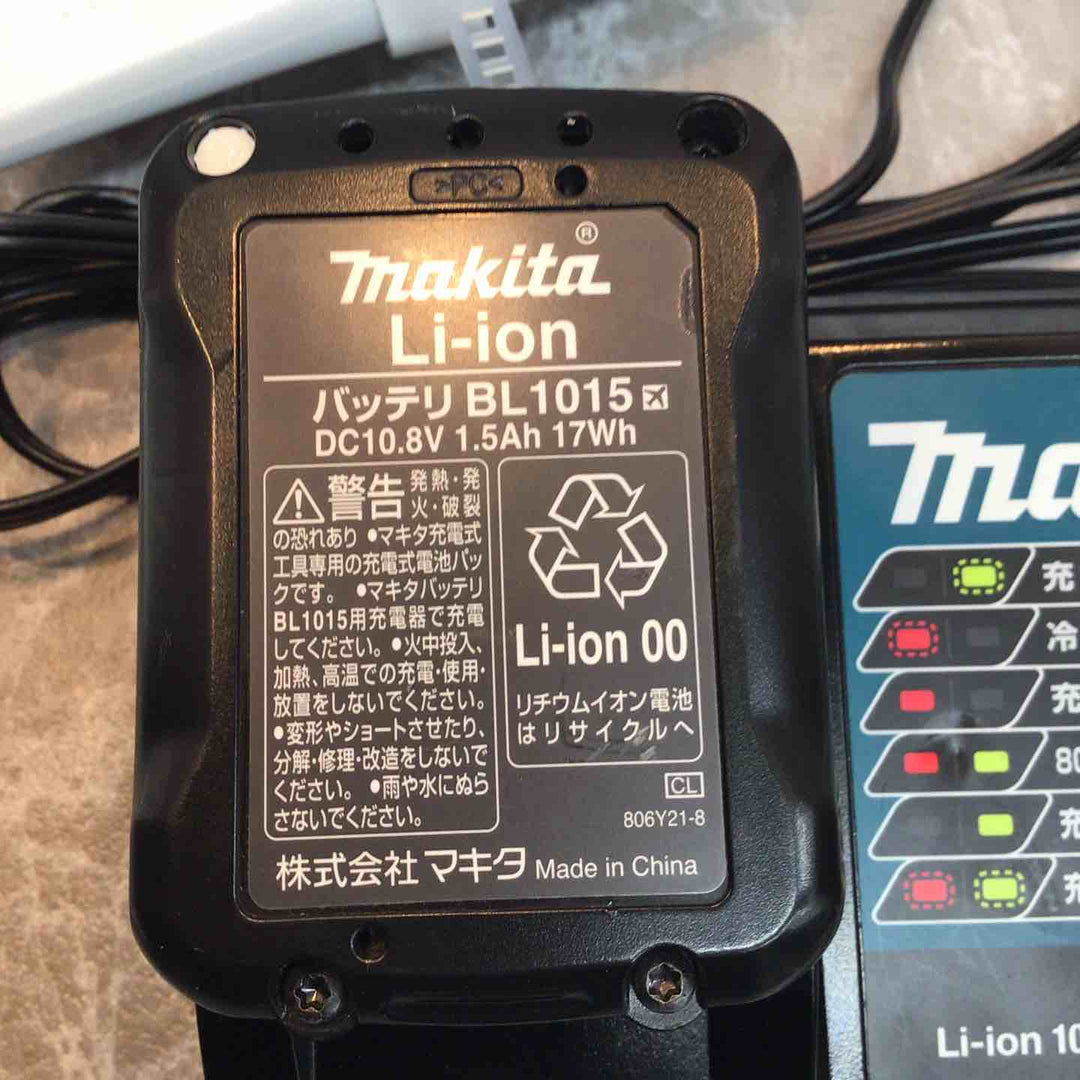 >PC<
makita®
Li-ion
バッテリ BL1015
DC10.8V 1.5Ah 17Wh
警告 発熱・発
火・破裂
の恐れあり ●マキタ充電式
工具専用の充電式電池パッ
クです。 ●マキタバッテリ
BL1015用充電器で充電
してください。●火中投入、
加熱、高温での充電・使用・
放置をしないでください。
●変形やショートさせたり、
分解・修理・改造をしないで
ください。 ●雨や水にぬら
さないでください。
Li-ion 00
リチウムイオン電池
はリサイクルへ
CL
806Y21-8
株式会社 マキタ Made in China
充
冷
充
80
充
充
Li-ion 10